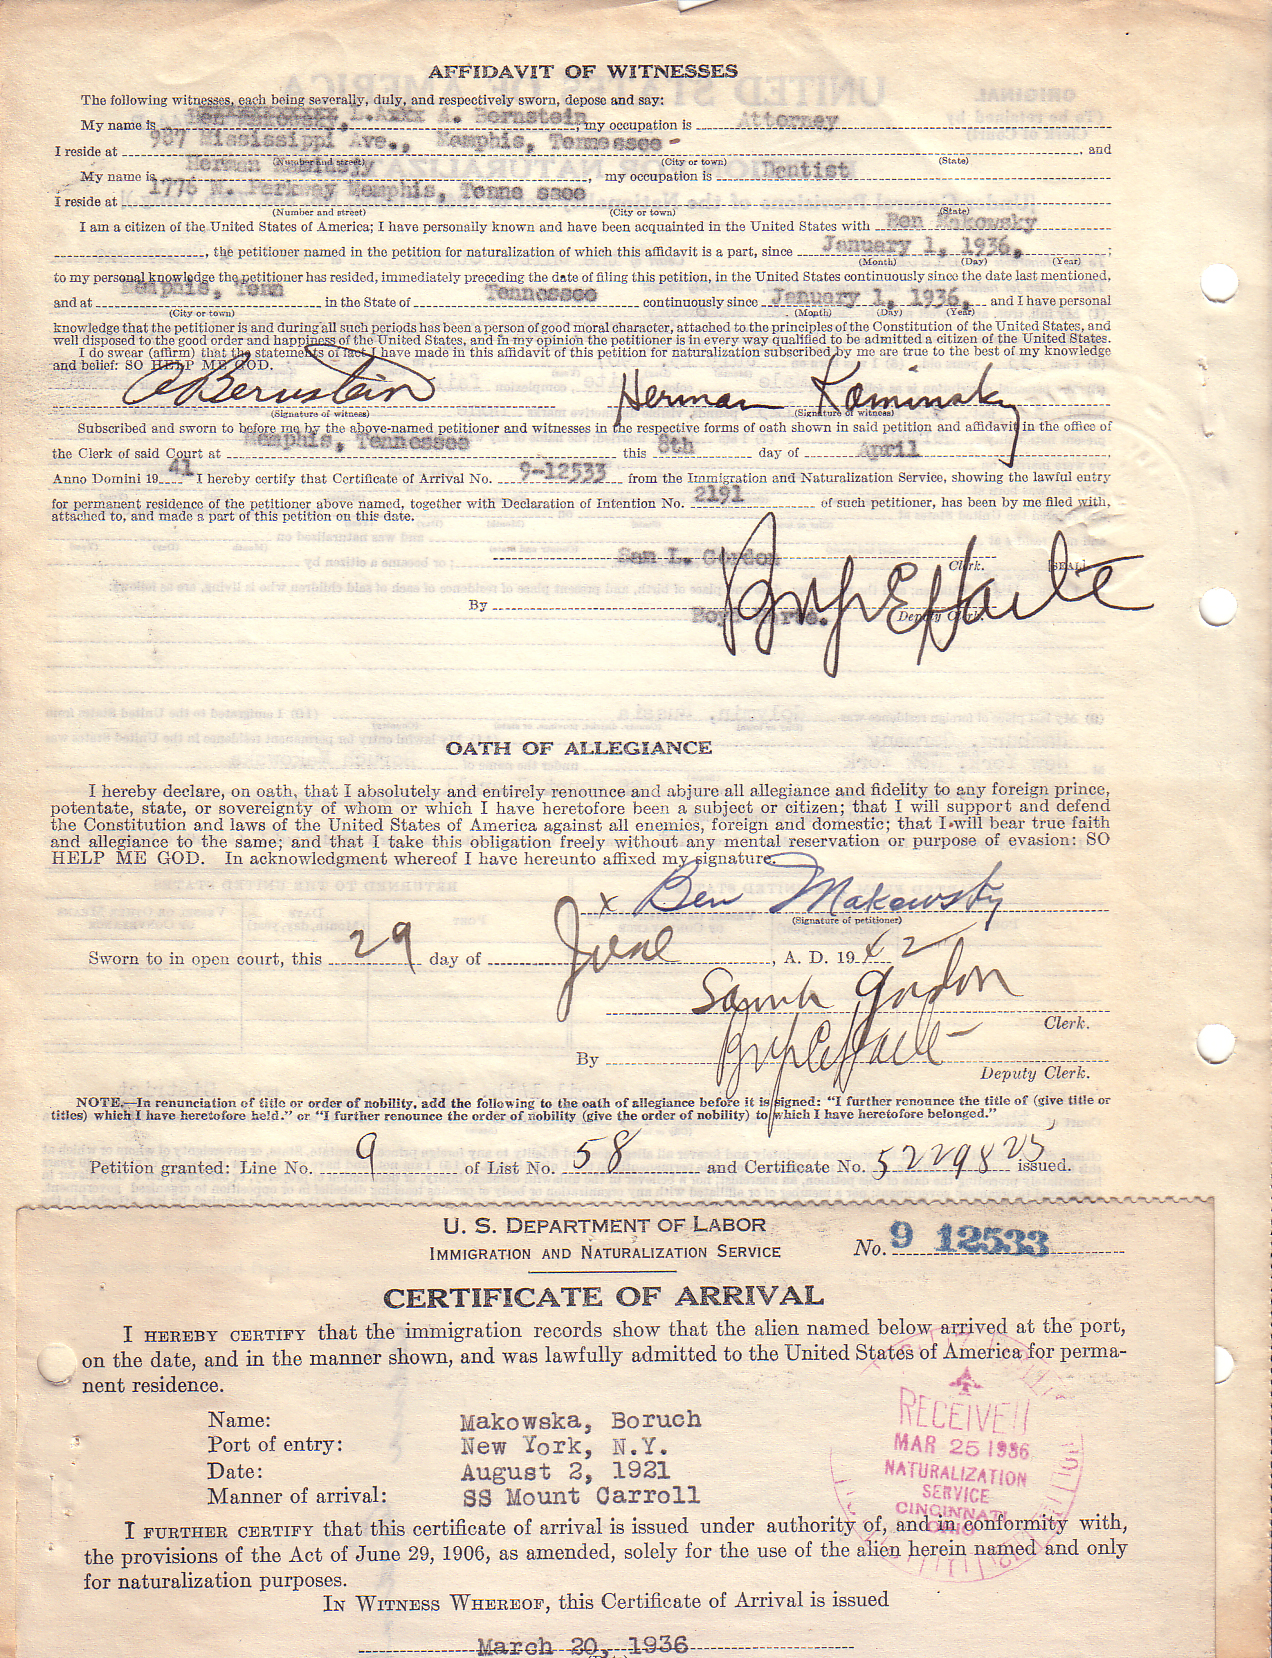 AFFIDAVIT OF WITNESSES
The following witnesses, each being severally, duly, and respectively sworn, depose and say:
My name is A. Bernstein, my occupation is Attorney
I reside at 987 Mississippi Ave., Memphis, Tennessee -, and
(Number and street) (City or town) (State)
My name is Herman Kaminsky, my occupation is Dentist
I reside at 1776 N. Parkway Memphis, Tenne ssee
(Number and street) (City or town) (State)
I am a citizen of the United States of America; I have personally known and have been acquainted in the United States with Ben Makowsky
, the petitioner named in the petition for naturalization of which this affidavit is a part, since January 1, 1936, ;
(Month) (Day) (Year)
to my personal knowledge the petitioner has resided, immediately preceding the date of filing this petition, in the United States continuously since the date last mentioned,
and at Memphis, Tenn in the State of Tennessee continuously since January 1, 1936, and I have personal
(City or town) (Month) (Day) (Year)
knowledge that the petitioner is and during all such periods has been a person of good moral character, attached to the principles of the Constitution of the United States, and
well disposed to the good order and happiness of the United States, and in my opinion the petitioner is in every way qualified to be admitted a citizen of the United States.
I do swear (affirm) that the statements of fact I have made in this affidavit of this petition for naturalization subscribed by me are true to the best of my knowledge
and belief: SO HELP ME GOD.
A Bernstein Herman Kaminsky
(Signature of witness) (Signature of witness)
Subscribed and sworn to before me by the above-named petitioner and witnesses in the respective forms of oath shown in said petition and affidavit in the office of
the Clerk of said Court at Memphis, Tennessee this 8th day of April,
Anno Domini 1941 I hereby certify that Certificate of Arrival No. 9-12533 from the Immigration and Naturalization Service, showing the lawful entry
for permanent residence of the petitioner above named, together with Declaration of Intention No. 2191 of such petitioner, has been by me filed with,
attached to, and made a part of this petition on this date.
Sam L. Gordon Clerk. [SEAL]
By Boyd Harte. Deputy Clerk.
OATH OF ALLEGIANCE
I hereby declare, on oath, that I absolutely and entirely renounce and abjure all allegiance and fidelity to any foreign prince,
potentate, state, or sovereignty of whom or which I have heretofore been a subject or citizen; that I will support and defend
the Constitution and laws of the United States of America against all enemies, foreign and domestic; that I will bear true faith
and allegiance to the same; and that I take this obligation freely without any mental reservation or purpose of evasion: SO
HELP ME GOD. In acknowledgment whereof I have hereunto affixed my signature.
x Ben Makowsky
(Signature of petitioner)
Sworn to in open court, this 29 day of June, A. D. 1942
Sam L Gordon
Clerk.
By
Deputy Clerk.
NOTE.—In renunciation of title or order of nobility, add the following to the oath of allegiance before it is signed: "I further renounce the title of (give title or
titles) which I have heretofore held." or "I further renounce the order of nobility (give the order of nobility) to which I have heretofore belonged."
Petition granted: Line No. 9 of List No. 58 and Certificate No. 5229825 issued.
U. S. DEPARTMENT OF LABOR
IMMIGRATION AND NATURALIZATION SERVICE
No. 9 12533
CERTIFICATE OF ARRIVAL
I HEREBY CERTIFY that the immigration records show that the alien named below arrived at the port,
on the date, and in the manner shown, and was lawfully admitted to the United States of America for perma-
nent residence.
Name: Makowska, Boruch
Port of entry: New York, N.Y.
Date: August 2, 1921
Manner of arrival: SS Mount Carroll
RECEIVED
MAR 25 1936
NATURALIZATION
SERVICE
CINCINNATI
OHIO
I FURTHER CERTIFY that this certificate of arrival is issued under authority of, and in conformity with,
the provisions of the Act of June 29, 1906, as amended, solely for the use of the alien herein named and only
for naturalization purposes.
IN WITNESS WHEREOF, this Certificate of Arrival is issued
March 20, 1936